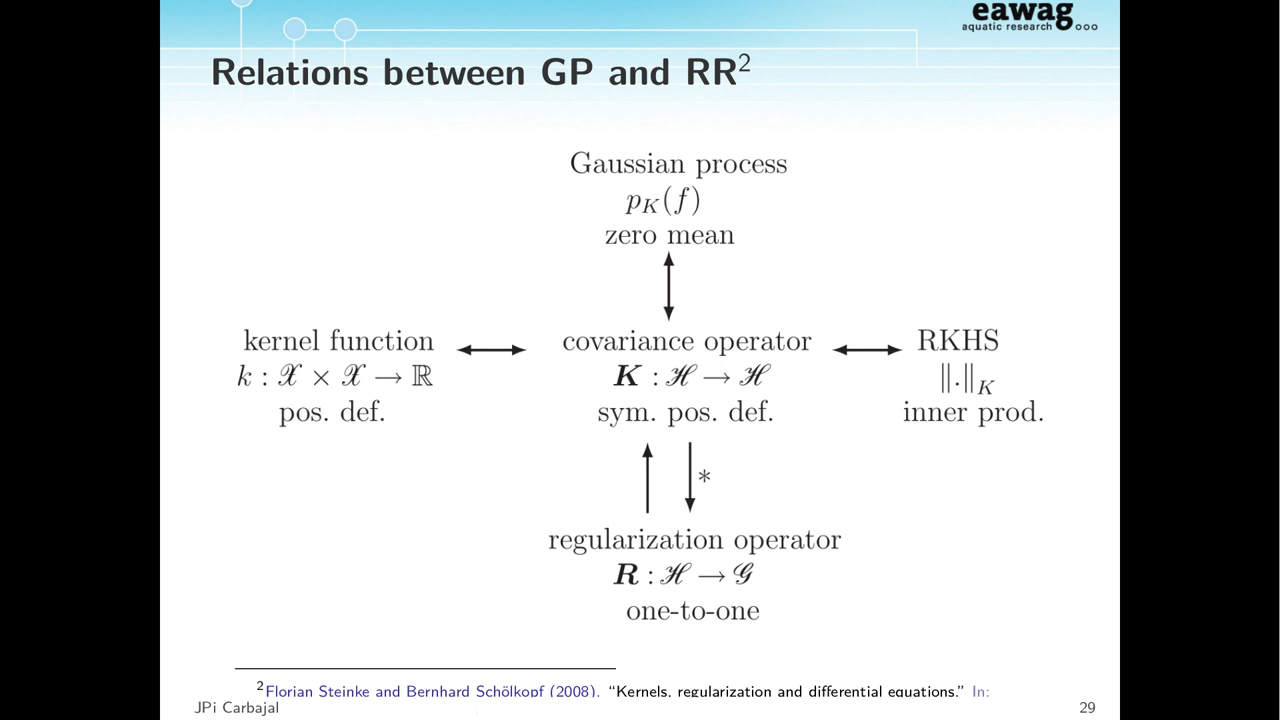 eawag
aquatic research
Relations between GP and RR²
Gaussian process
p_K(f)
zero mean
kernel function
k : 𝒳 × 𝒳 → ℝ
pos. def.
covariance operator
K : ℋ → ℋ
sym. pos. def.
RKHS
‖.‖_K
inner prod.
*
regularization operator
R : ℋ → 𝒢
one-to-one
²Florian Steinke and Bernhard Schölkopf (2008). “Kernels, regularization and differential equations.” In:
JPi Carbajal
29